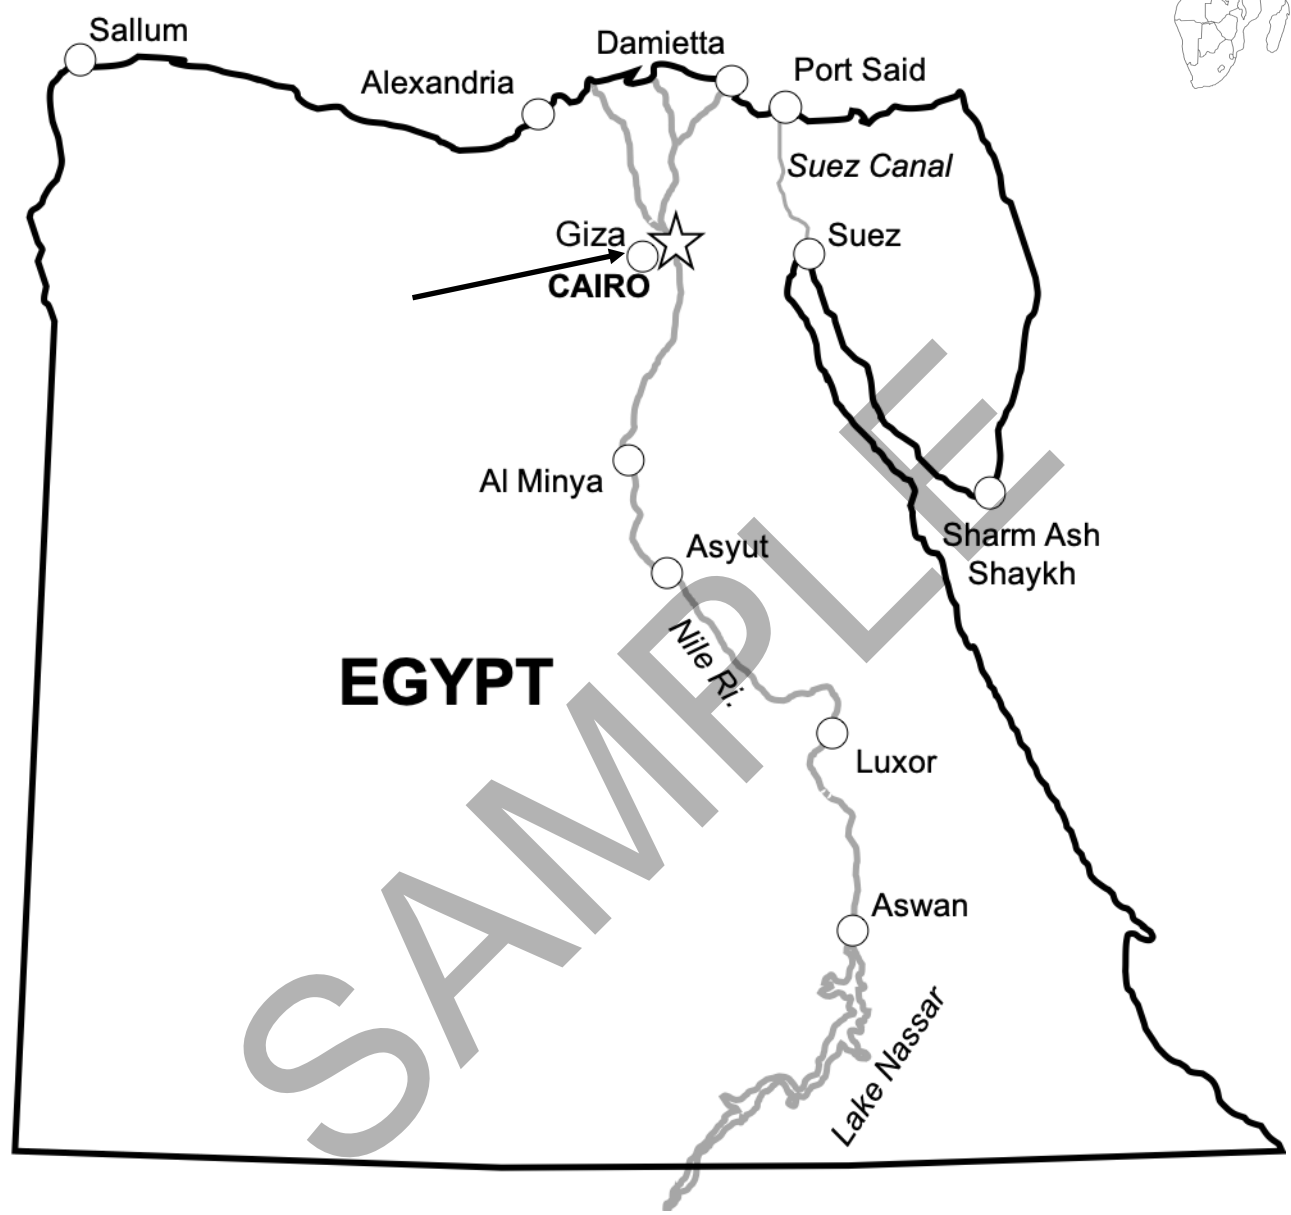 Sallum
Damietta
Port Said
Alexandria
Suez Canal
Giza
Suez
CAIRO
Al Minya
Sharm Ash
Shaykh
Asyut
Nile Ri.
EGYPT
Luxor
SAMPLE
Aswan
Lake Nassar